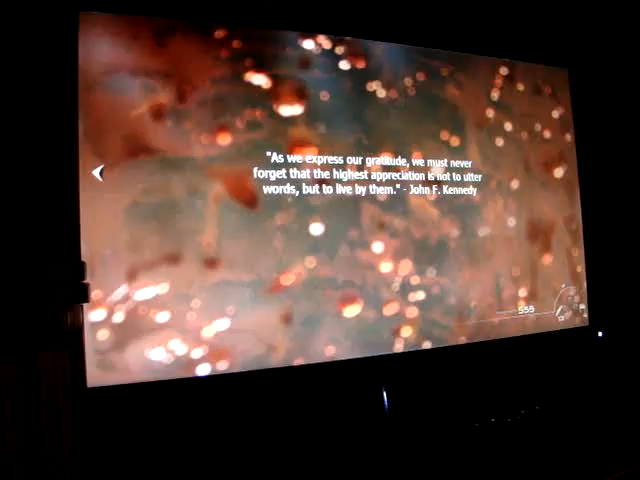 "As we express our gratitude, we must never
forget that the highest appreciation is not to utter
words, but to live by them." - John F. Kennedy
555